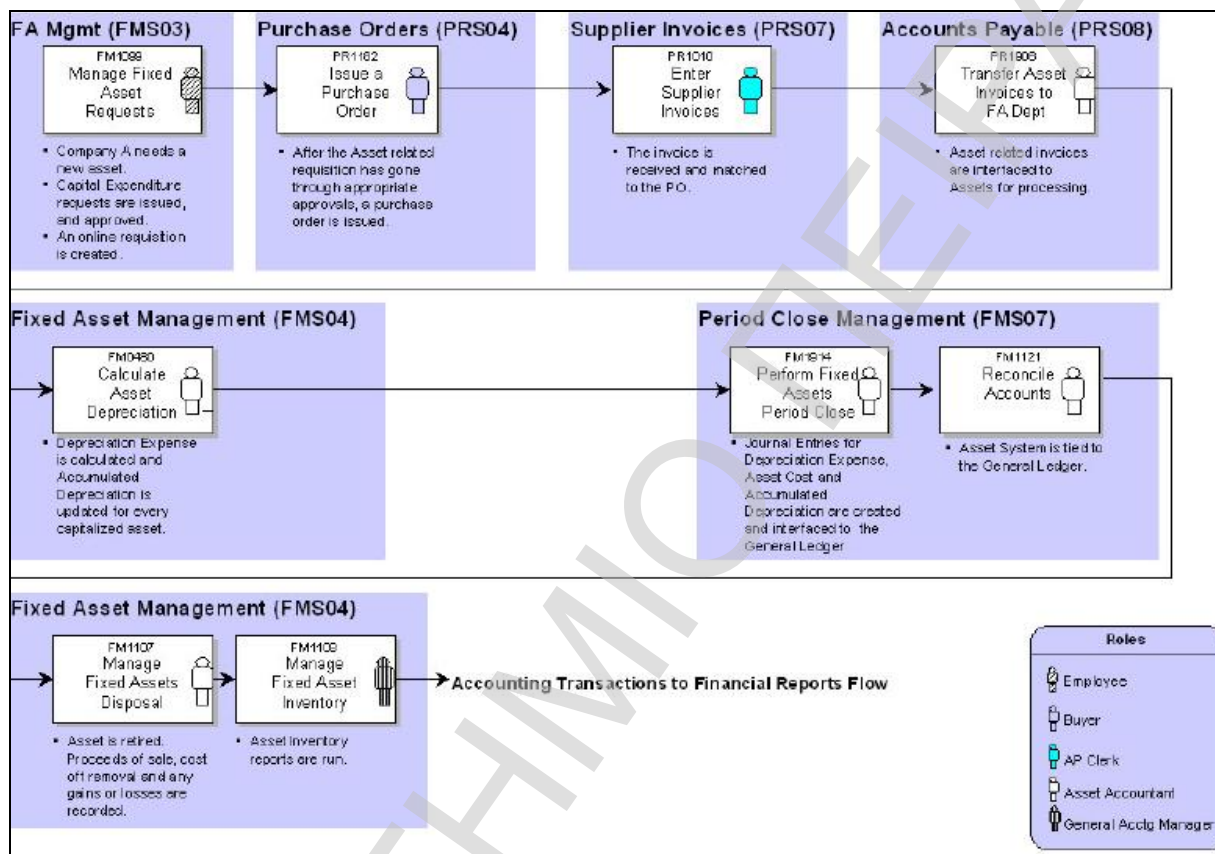 FA Mgmt (FMS03)
FM1099
Manage Fixed
Asset
Requests
• Company A needs a
new asset.
• Capital Expenditure
requests are issued,
and approved.
• An online requisition
is created.
Purchase Orders (PRS04)
PR1162
Issue a
Purchase
Order
• After the Asset related
requisition has gone
through appropriate
approvals, a purchase
order is issued.
Supplier Invoices (PRS07)
PR1010
Enter
Supplier
Invoices
• The invoice is
received and matched
to the PO.
Accounts Payable (PRS08)
PR1906
Transfer Asset
Invoices to
FA Dept
• Asset related invoices
are interfaced to
Assets for processing.
Fixed Asset Management (FMS04)
FM0480
Calculate
Asset
Depreciation
• Depreciation Expense
is calculated and
Accumulated
Depreciation is
updated for every
capitalized asset.
Period Close Management (FMS07)
FM1914
Perform Fixed
Assets
Period Close
• Journal Entries for
Depreciation Expense,
Asset Cost and
Accumulated
Depreciation are created
and interfaced to the
General Ledger
FM1121
Reconcile
Accounts
• Asset System is tied to
the General Ledger.
Fixed Asset Management (FMS04)
FM1107
Manage
Fixed Assets
Disposal
• Asset is retired.
Proceeds of sale, cost
off removal and any
gains or losses are
recorded.
FM1109
Manage
Fixed Asset
Inventory
• Asset Inventory
reports are run.
Accounting Transactions to Financial Reports Flow
Roles
Employee
Buyer
AP Clerk
Asset Accountant
General Acctg Manager